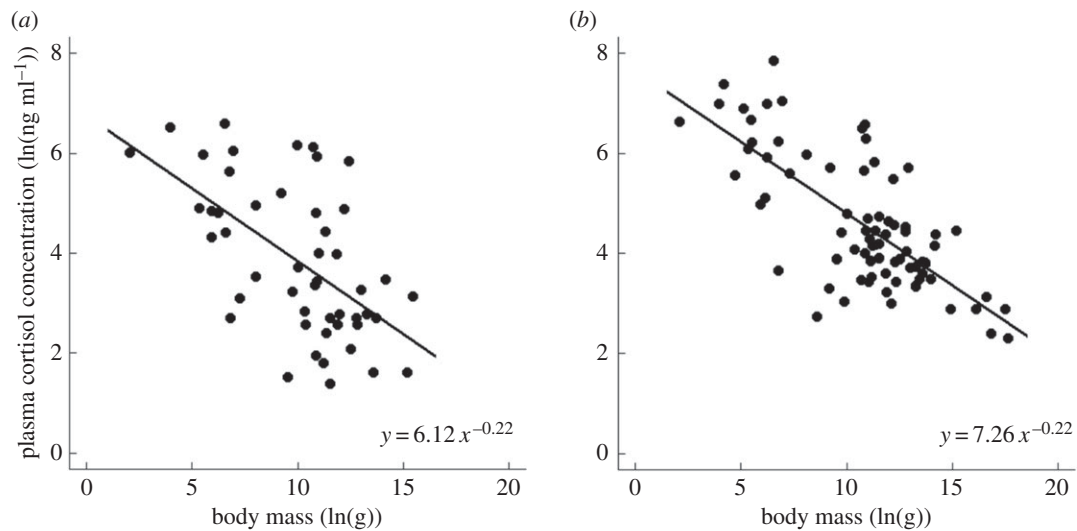 (a)
(b)
plasma cortisol concentration (ln(ng ml⁻¹))
8
6
4
2
0
y = 6.12 x⁻⁰·²²
0 5 10 15 20
body mass (ln(g))
8
6
4
2
0
y = 7.26 x⁻⁰·²²
0 5 10 15 20
body mass (ln(g))